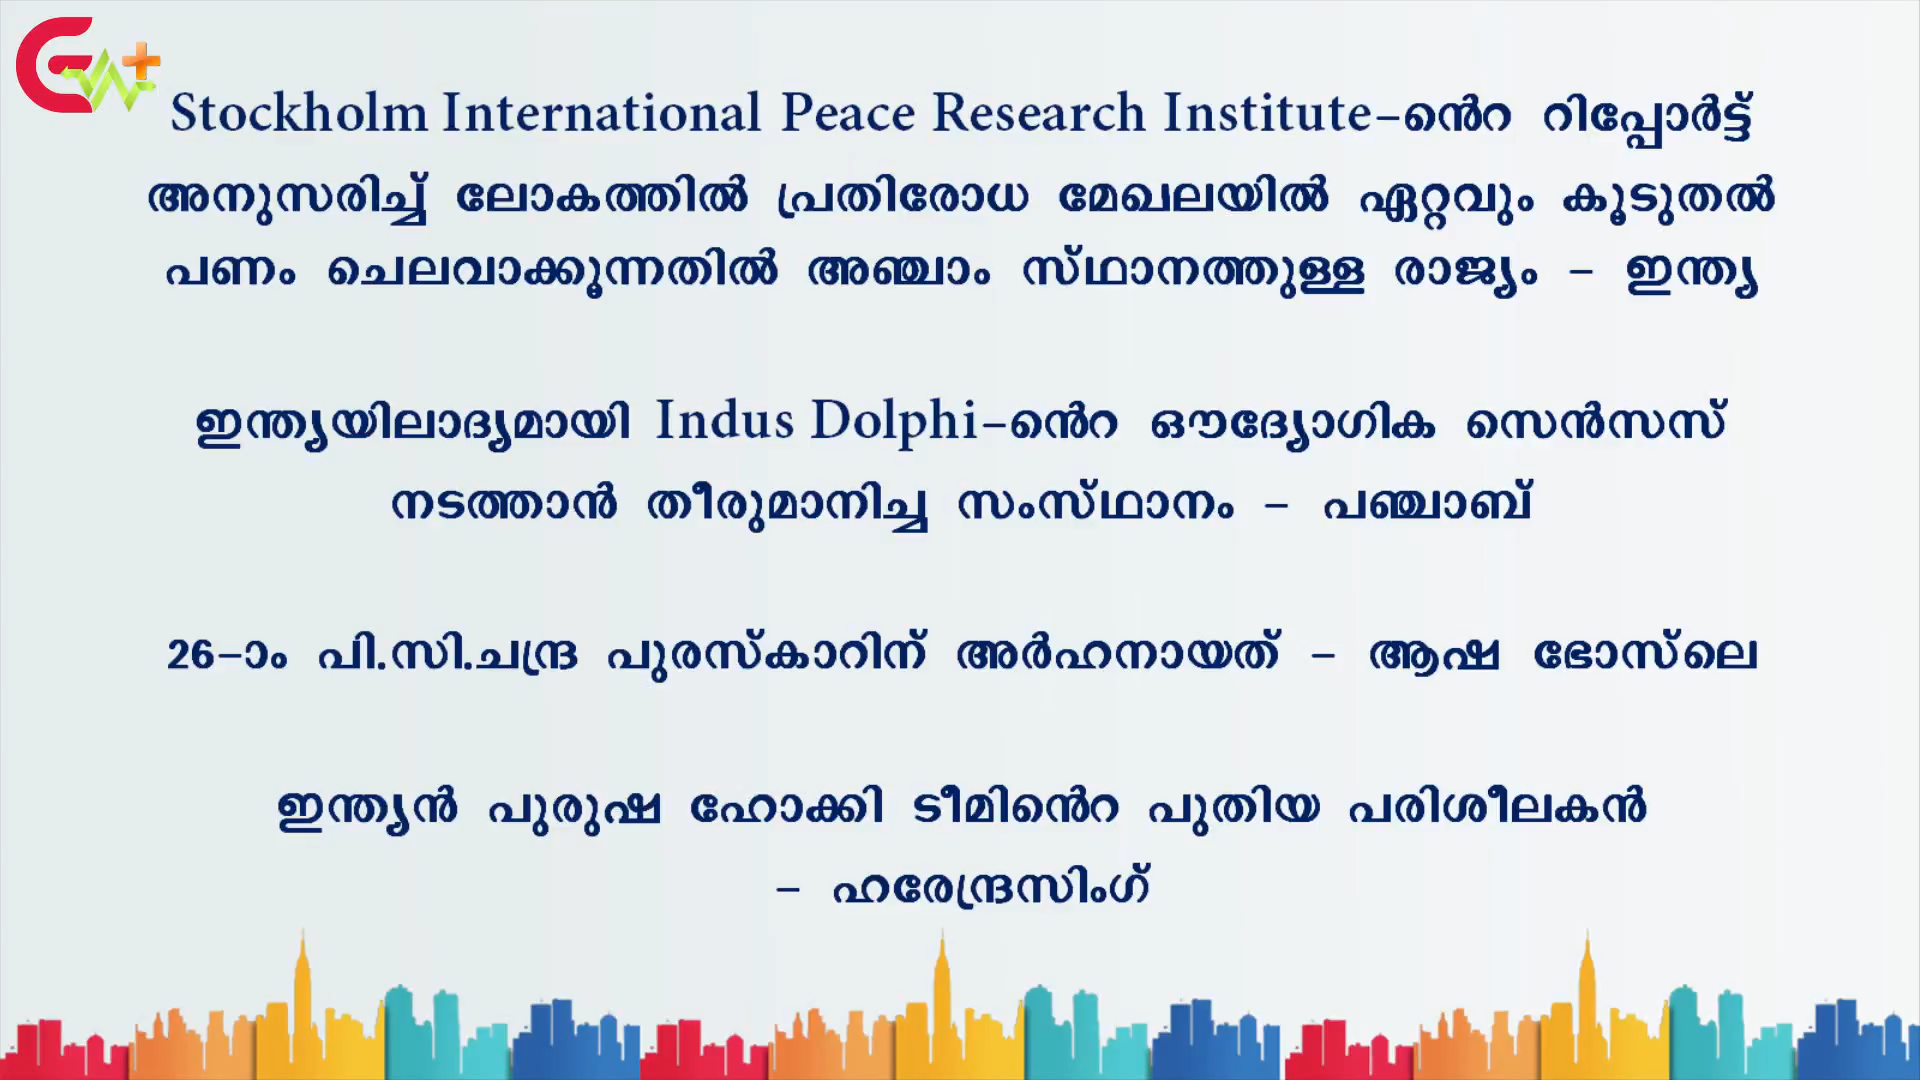 Stockholm International Peace Research Institute-ന്റെ റിപ്പോർട്ട്
അനുസരിച്ച് ലോകത്തിൽ പ്രതിരോധ മേഖലയിൽ ഏറ്റവും കൂടുതൽ
പണം ചെലവാക്കൂന്നതിൽ അഞ്ചാം സ്ഥാനത്തുള്ള രാജ്യം - ഇന്ത്യ
ഇന്ത്യയിലാദ്യമായി Indus Dolphi-ന്റെ ഔദ്യോഗിക സെൻസസ്
നടത്താൻ തീരുമാനിച്ച സംസ്ഥാനം - പഞ്ചാബ്
26-ാം പി.സി.ചന്ദ്ര പുരസ്കാറിന് അർഹനായത് - ആഷ ഭോസ്ലെ
ഇന്ത്യൻ പുരുഷ ഹോക്കി ടീമിന്റെ പുതിയ പരിശീലകൻ
- ഹരേന്ദ്രസിംഗ്